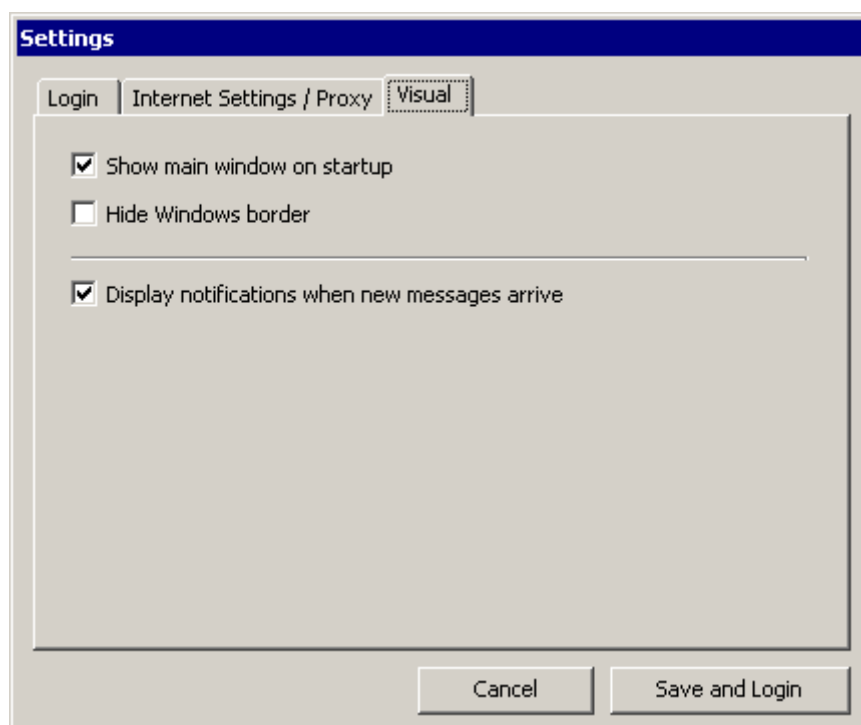 Settings
Login Internet Settings / Proxy Visual
Show main window on startup
Hide Windows border
Display notifications when new messages arrive
Cancel Save and Login